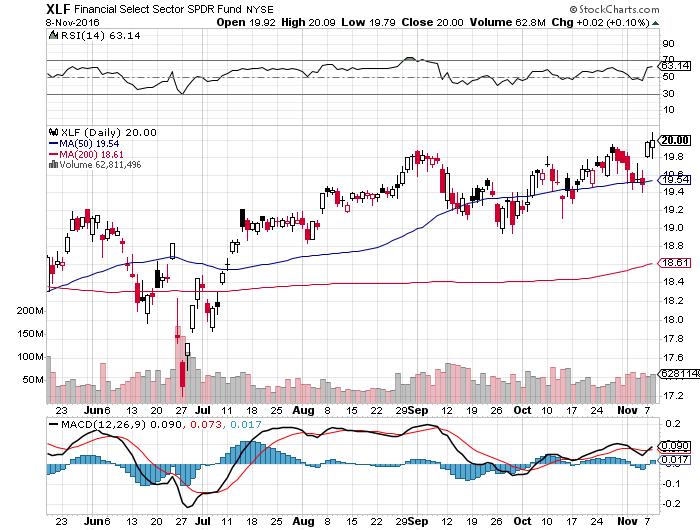 XLF Financial Select Sector SPDR Fund NYSE © StockCharts.com
8-Nov-2016 Open 19.92 High 20.09 Low 19.79 Close 20.00 Volume 62.8M Chg +0.02 (+0.10%)
RSI(14) 63.14
90
70
63.14
50
30
10
XLF (Daily) 20.00
MA(50) 19.54
MA(200) 18.61
Volume 62,811,496
20.00
19.8
19.6
19.54
19.4
19.2
19.0
18.8
18.61
18.4
18.2
18.0
17.8
17.6
17.4
17.2
200M
150M
100M
50M
6281149
23 Jun6 13 20 27 Jul 11 18 25 Aug 8 15 22 29Sep 12 19 26 Oct 10 17 24 Nov 7
MACD(12,26,9) 0.090, 0.073, 0.017
0.2
0.090
0.017
-0.1
-0.2
23 Jun6 13 20 27 Jul 11 18 25 Aug 8 15 22 29Sep 12 19 26 Oct 10 17 24 Nov 7